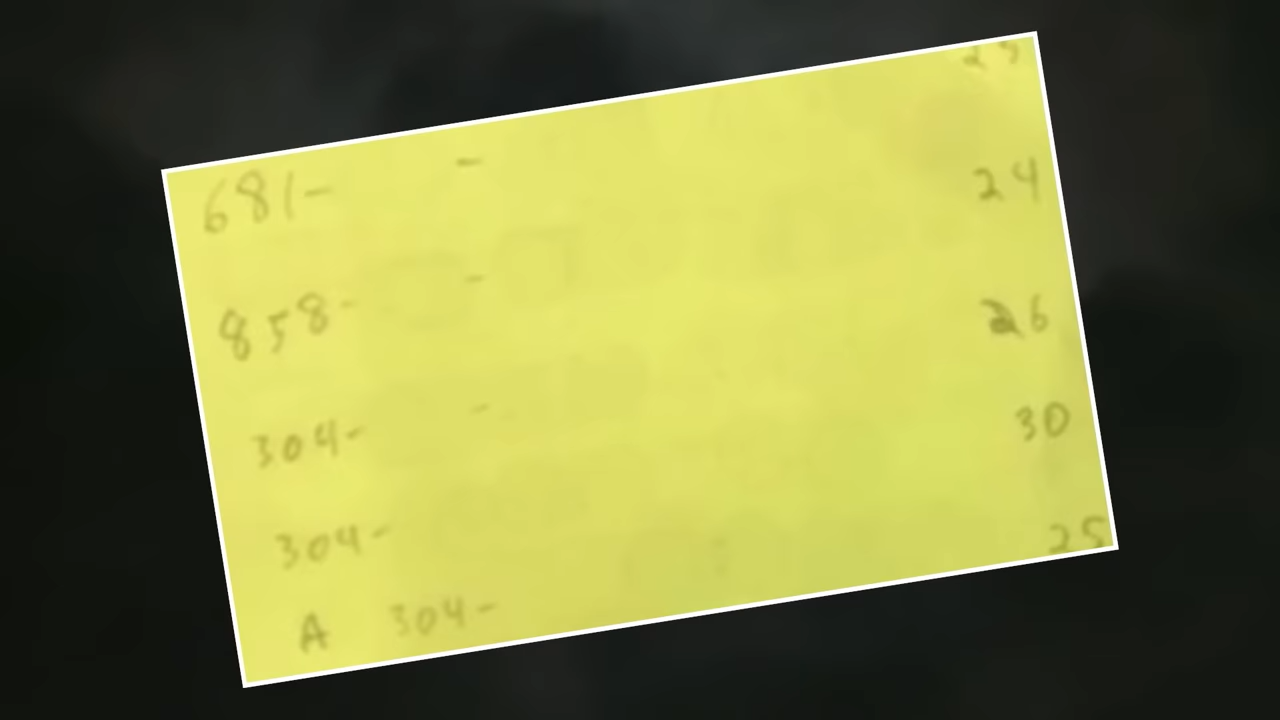 681- -
858- - 24
304- - 26
304- 30
A 304- 25